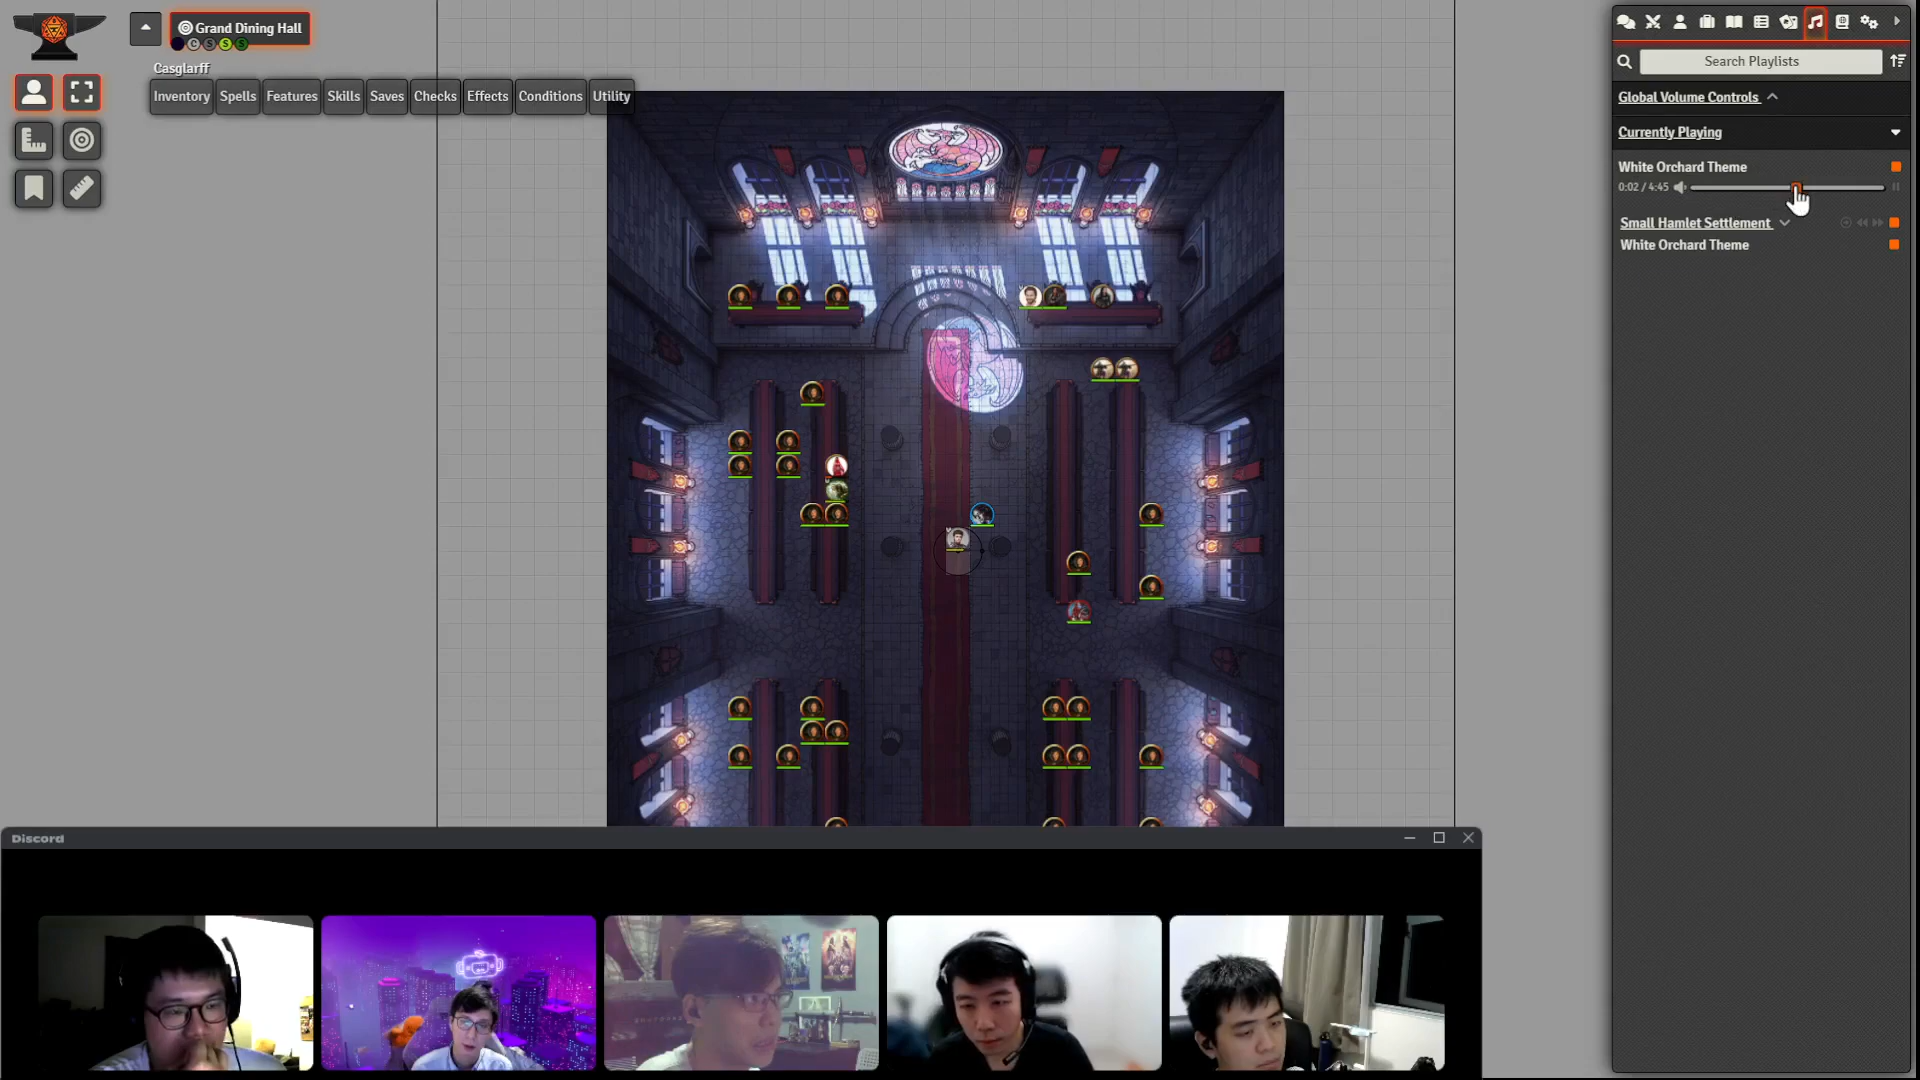 Grand Dining Hall
C S S S
Casglarff
Inventory Spells Features Skills Saves Checks Effects Conditions Utility
Search Playlists
Global Volume Controls
Currently Playing
White Orchard Theme
0:02 / 4:45
Small Hamlet Settlement
White Orchard Theme
Discord